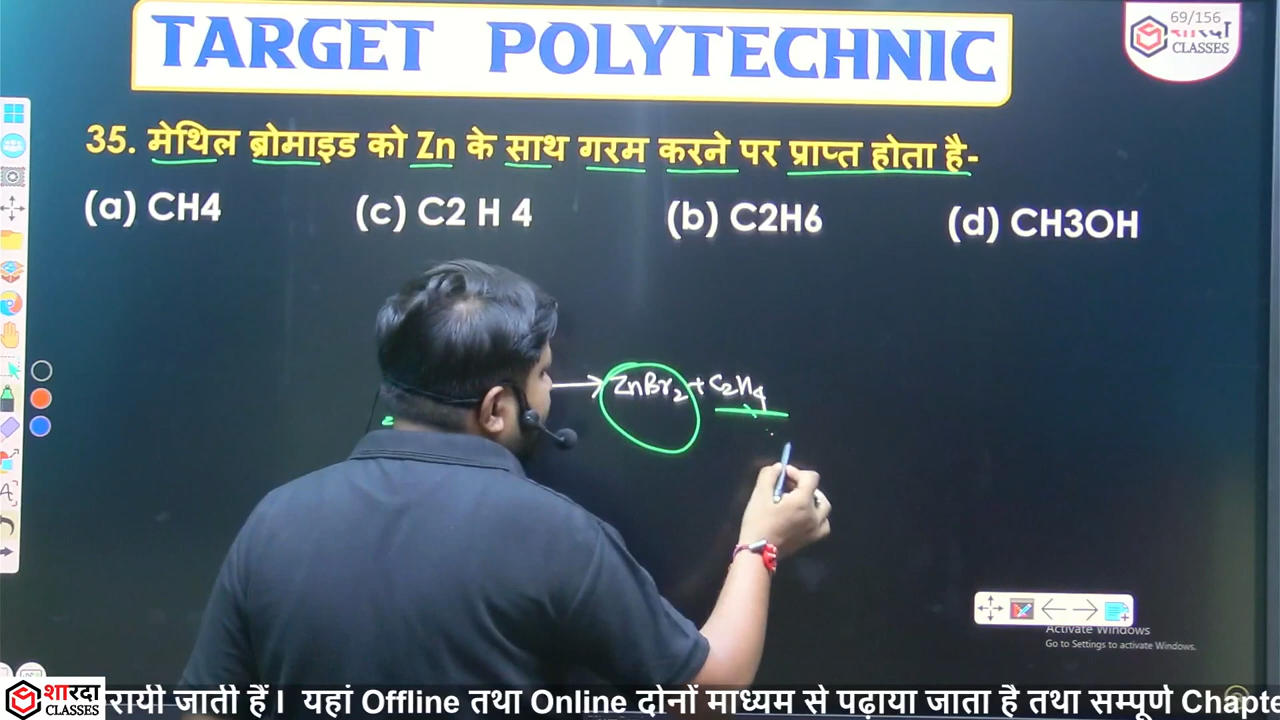 TARGET POLYTECHNIC
69/156
शारदा
CLASSES
35. मेथिल ब्रोमाइड को Zn के साथ गरम करने पर प्राप्त होता है-
(a) CH4 (c) C2 H 4 (b) C2H6 (d) CH3OH
ZnBr2 + C2H4
Activate Windows
Go to Settings to activate Windows.
शारदा
CLASSES
रायी जाती हैं। यहां Offline तथा Online दोनों माध्यम से पढ़ाया जाता है तथा सम्पूर्ण Chapte